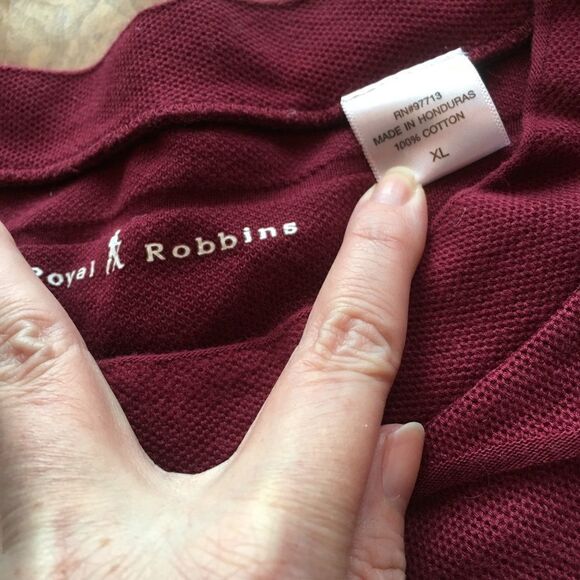 RN#97713
MADE IN HONDURAS
100% COTTON
XL
Royal Robbins